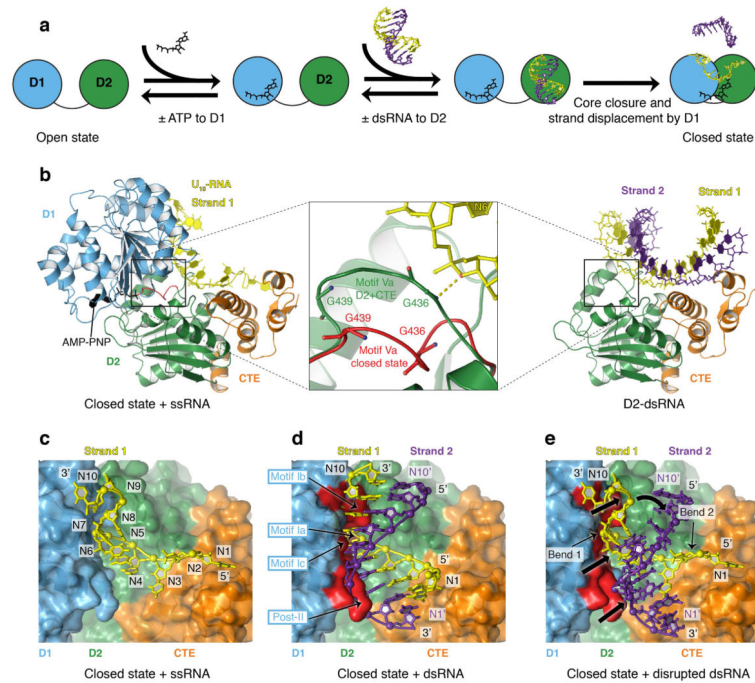 a
D1
D2
Open state
± ATP to D1
D2
± dsRNA to D2
Core closure and
strand displacement by D1
Closed state
b
D1
U10-RNA
Strand 1
AMP-PNP
D2
CTE
Closed state + ssRNA
N6
Motif Va
D2+CTE
G439
G436
G439
G436
Motif Va
closed state
Strand 2
Strand 1
CTE
D2-dsRNA
c
Strand 1
3’
N10
N9
N8
N7
N5
N6
N4
N3
N2
N1
5’
D1
D2
CTE
Closed state + ssRNA
d
Strand 1
Strand 2
N10
3’
N10’
5’
Motif Ib
Motif Ia
Motif Ic
Post-II
5’
N1
N1’
3’
D1
D2
CTE
Closed state + dsRNA
e
Strand 1
Strand 2
3’
N10
N10’
5’
Bend 2
Bend 1
5’
N1
N1’
3’
D1
D2
CTE
Closed state + disrupted dsRNA